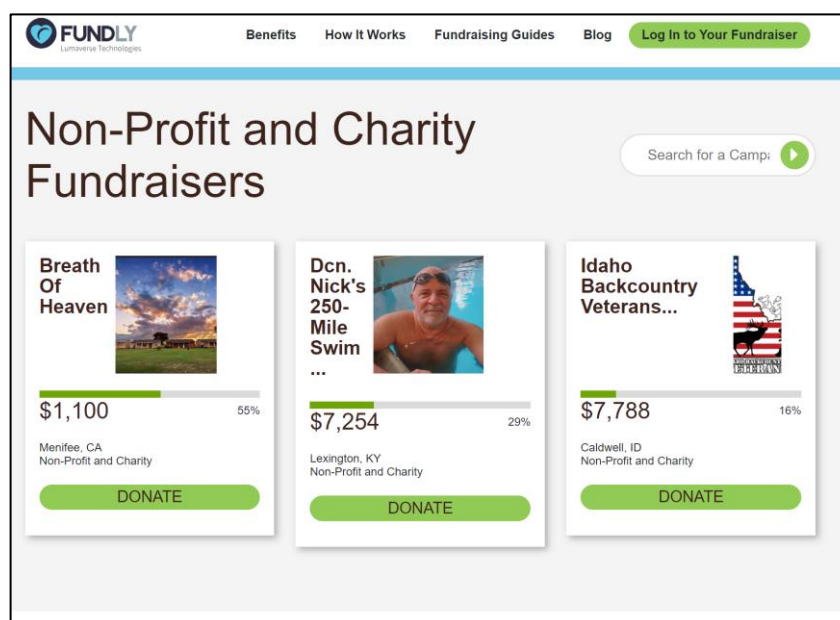 FUNDLY
Lumaverse Technologies
Benefits How It Works Fundraising Guides Blog Log In to Your Fundraiser
Non-Profit and Charity
Fundraisers
Search for a Campa
Breath
Of
Heaven
$1,100 55%
Menifee, CA
Non-Profit and Charity
DONATE
Dcn.
Nick's
250-
Mile
Swim
...
$7,254 29%
Lexington, KY
Non-Profit and Charity
DONATE
Idaho
Backcountry
Veterans...
VETERAN
$7,788 16%
Caldwell, ID
Non-Profit and Charity
DONATE